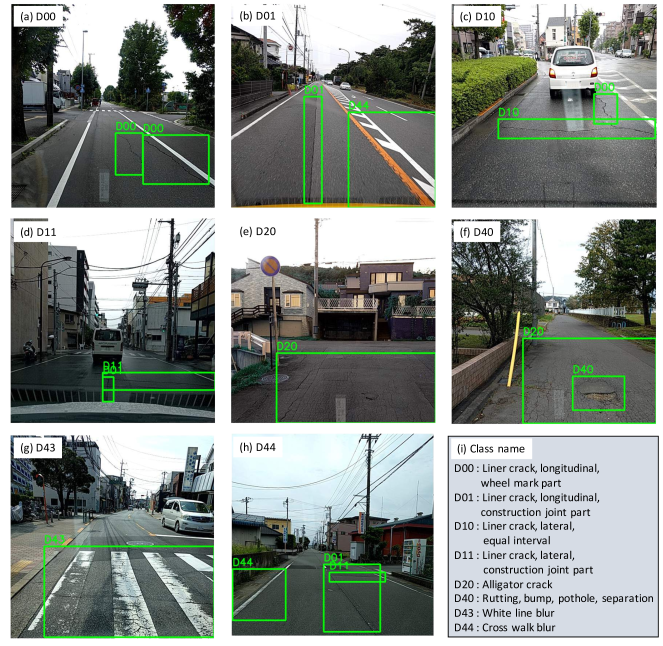 (a) D00
(b) D01
(c) D10
D00
D00
D44
D00
D10
(d) D11
(e) D20
(f) D40
D11
D20
D20
D40
(g) D43
(h) D44
(i) Class name
D43
D44
D01
D11
D00 : Liner crack, longitudinal,
wheel mark part
D01 : Liner crack, longitudinal,
construction joint part
D10 : Liner crack, lateral,
equal interval
D11 : Liner crack, lateral,
construction joint part
D20 : Alligator crack
D40 : Rutting, bump, pothole, separation
D43 : White line blur
D44 : Cross walk blur